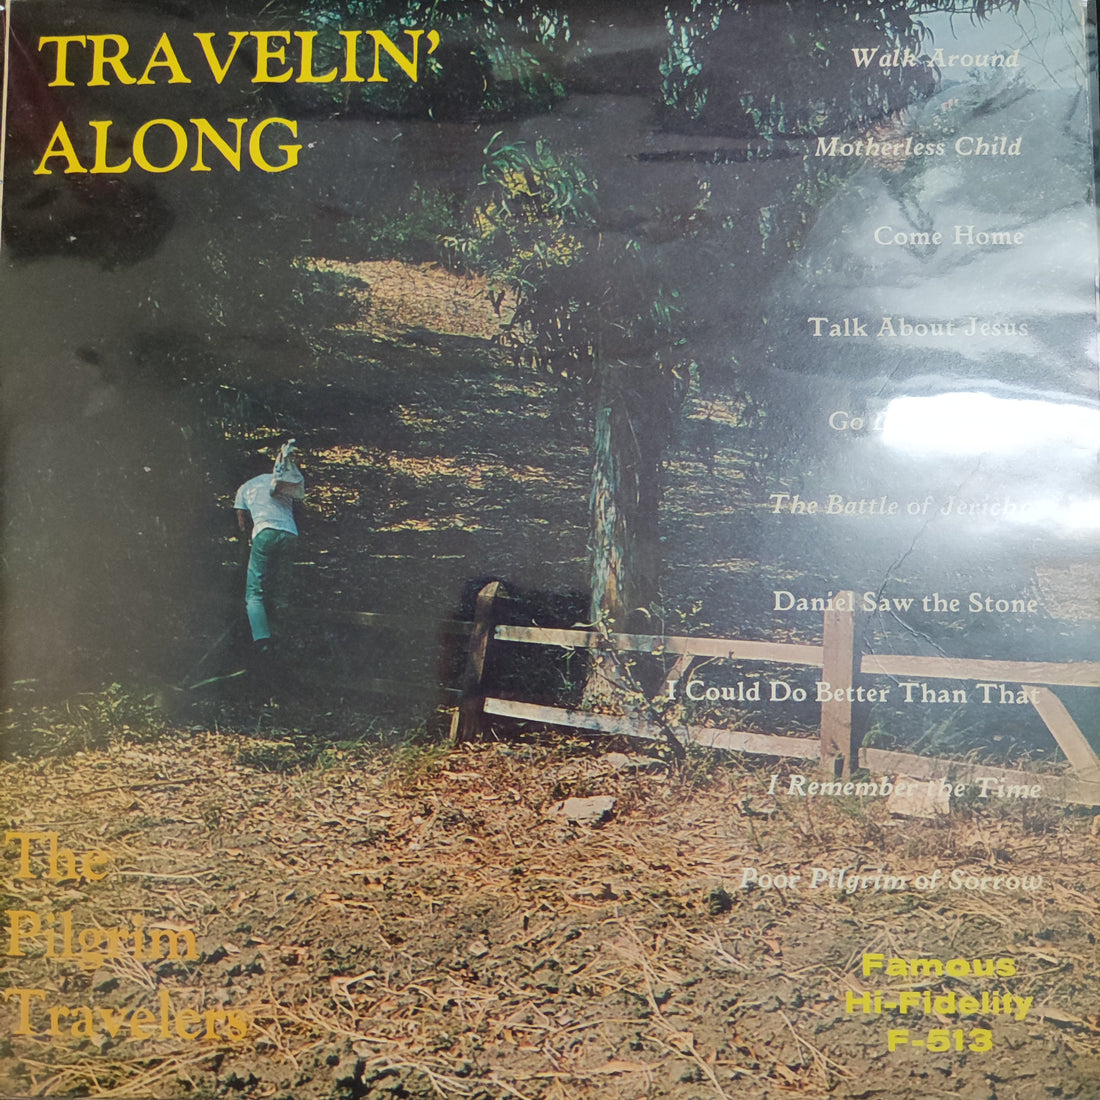 TRAVELIN'
ALONG
Walk Around
Motherless Child
Come Home
Talk About Jesus
Go
The Battle of Jericho
Daniel Saw the Stone
I Could Do Better Than That
I Remember the Time
Poor Pilgrim of Sorrow
The
Pilgrim
Travelers
Famous
Hi-Fidelity
F-513